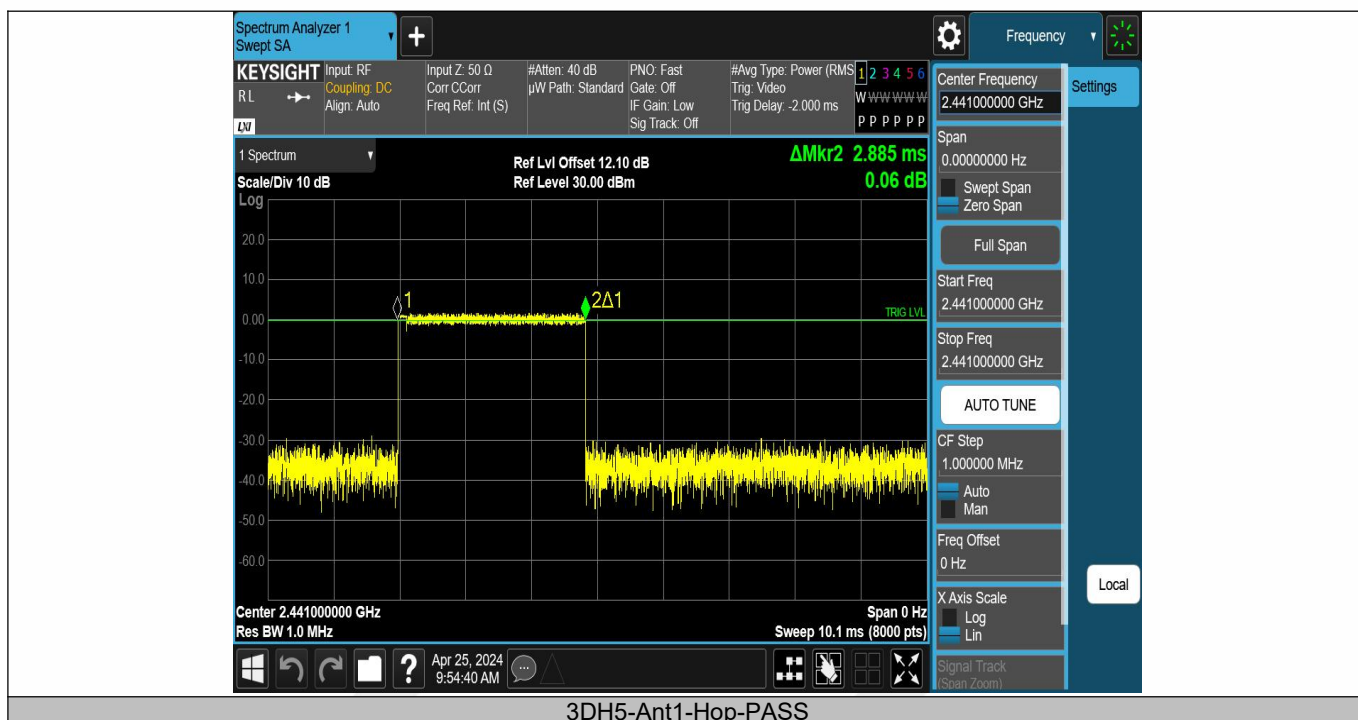 Spectrum Analyzer 1
Swept SA
Frequency
KEYSIGHT
RL
LXI
Input: RF
Coupling: DC
Align: Auto
Input Z: 50 Ω
Corr CCorr
Freq Ref: Int (S)
#Atten: 40 dB
µW Path: Standard
PNO: Fast
Gate: Off
IF Gain: Low
Sig Track: Off
#Avg Type: Power (RMS
Trig: Video
Trig Delay: -2.000 ms
1 2 3 4 5 6
W W W W W W
P P P P P P
1 Spectrum
Scale/Div 10 dB
Log
Ref Lvl Offset 12.10 dB
Ref Level 30.00 dBm
ΔMkr2 2.885 ms
0.06 dB
20.0
10.0
0.00
-10.0
-20.0
-30.0
-40.0
-50.0
-60.0
1
2Δ1
TRIG LVL
Center 2.441000000 GHz
Res BW 1.0 MHz
Span 0 Hz
Sweep 10.1 ms (8000 pts)
Center Frequency
2.441000000 GHz
Settings
Span
0.00000000 Hz
Swept Span
Zero Span
Full Span
Start Freq
2.441000000 GHz
Stop Freq
2.441000000 GHz
AUTO TUNE
CF Step
1.000000 MHz
Auto
Man
Freq Offset
0 Hz
X Axis Scale
Log
Lin
Signal Track
(Span Zoom)
Local
?
Apr 25, 2024
9:54:40 AM
3DH5-Ant1-Hop-PASS